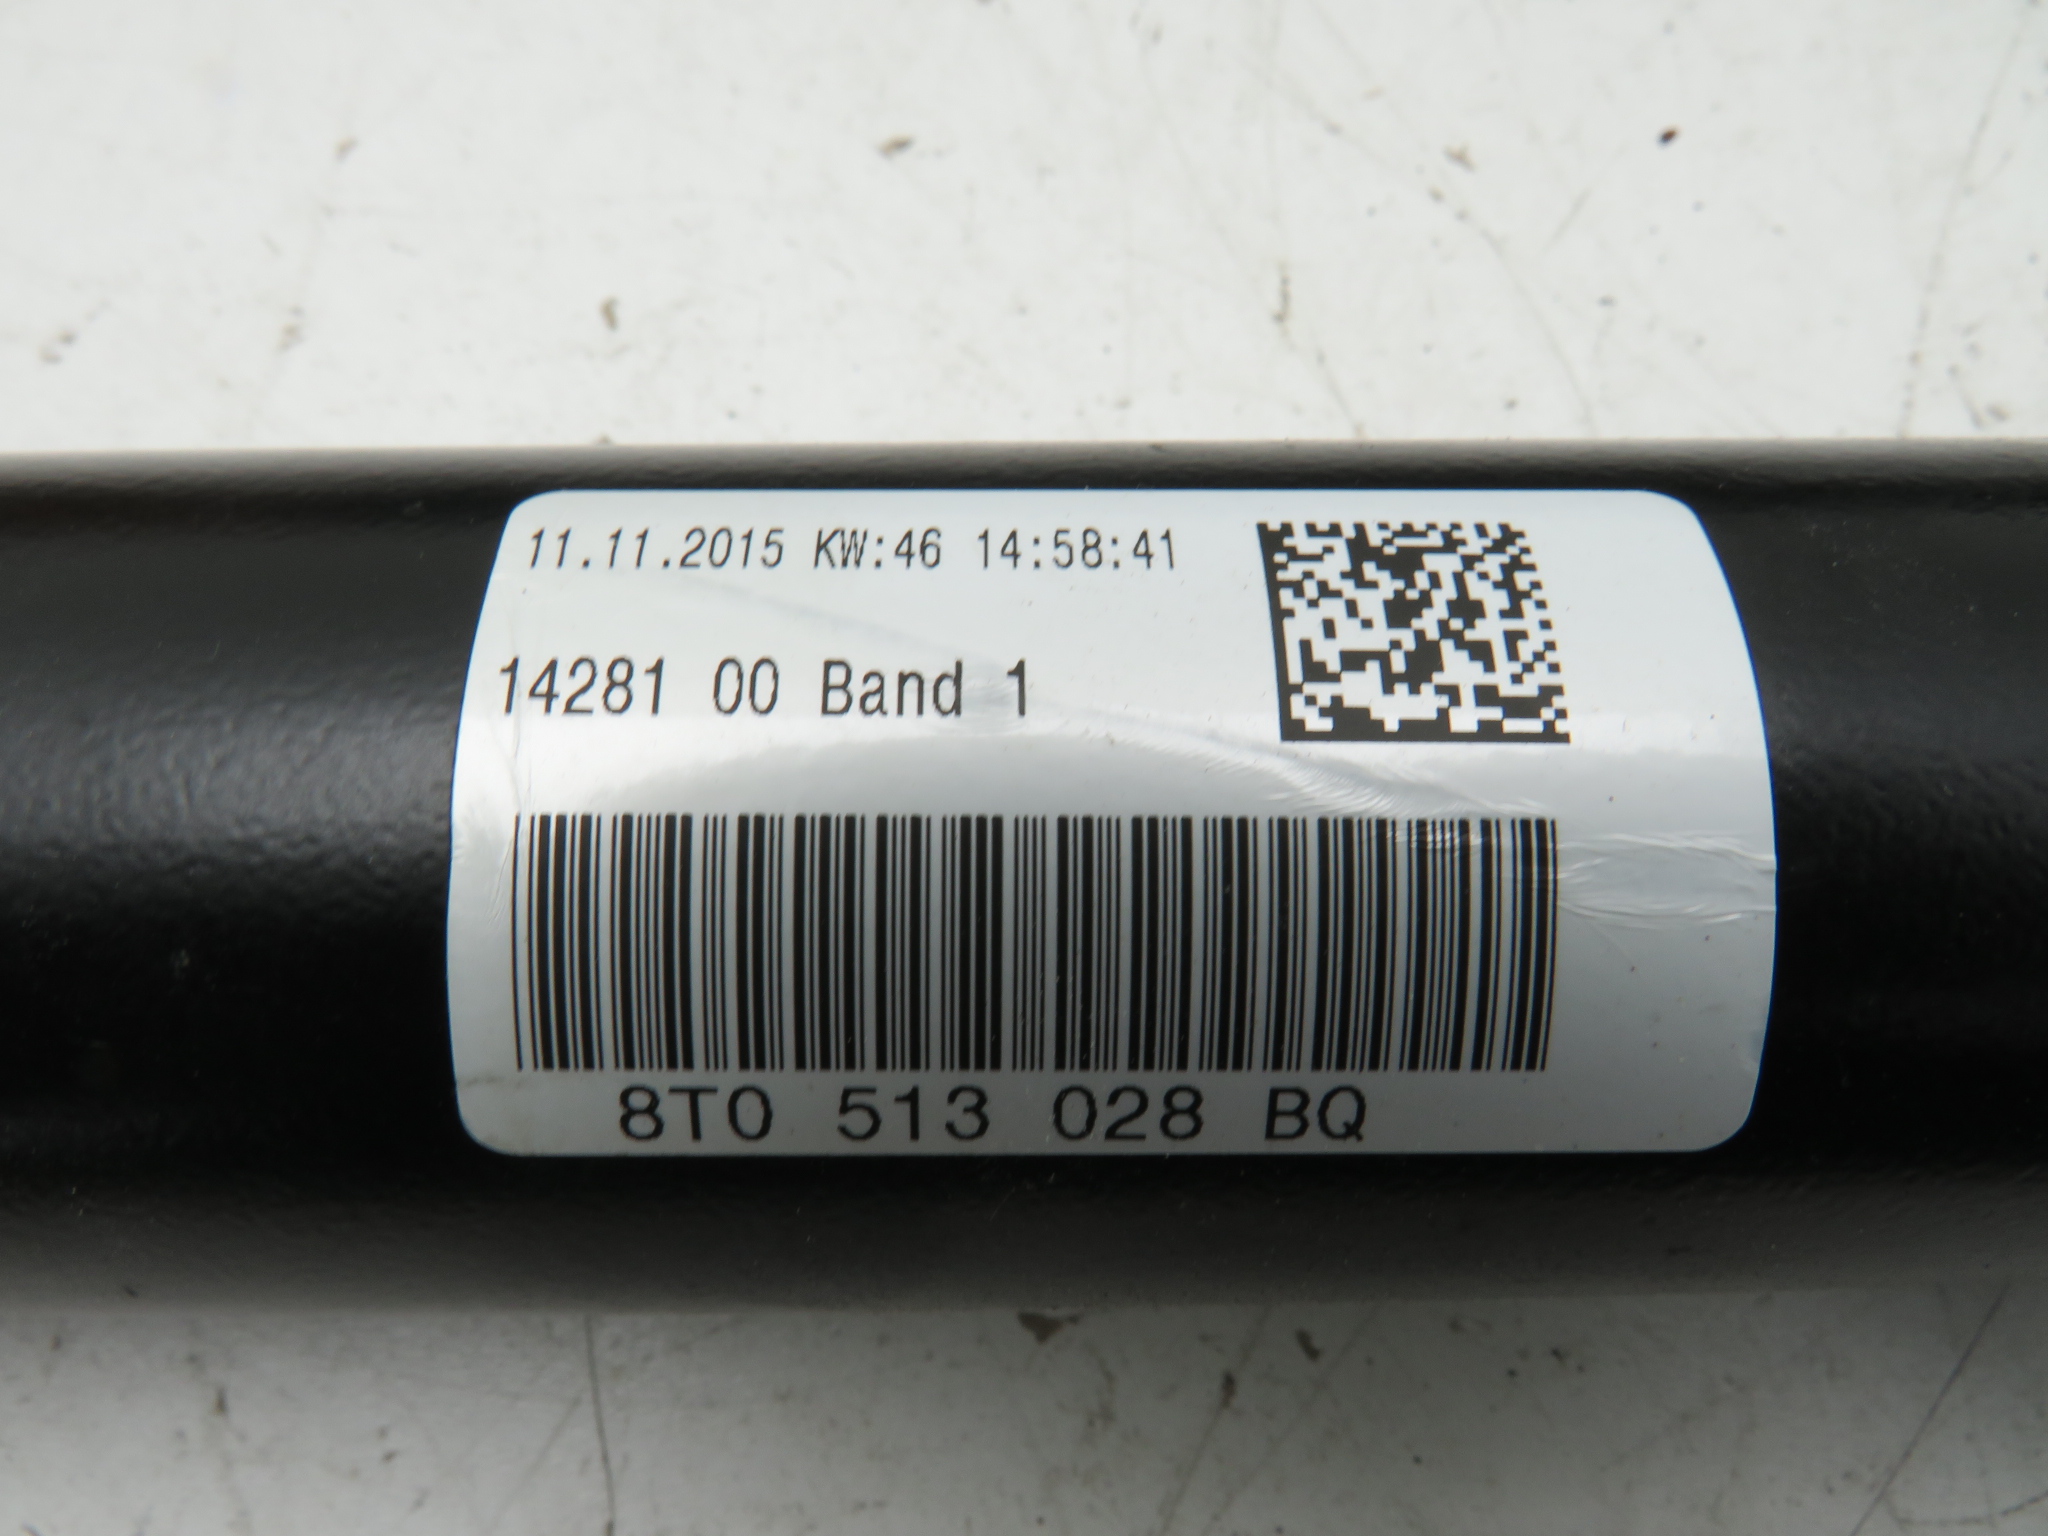 11.11.2015 KW:46 14:58:41
14281 00 Band 1
8T0 513 028 BQ